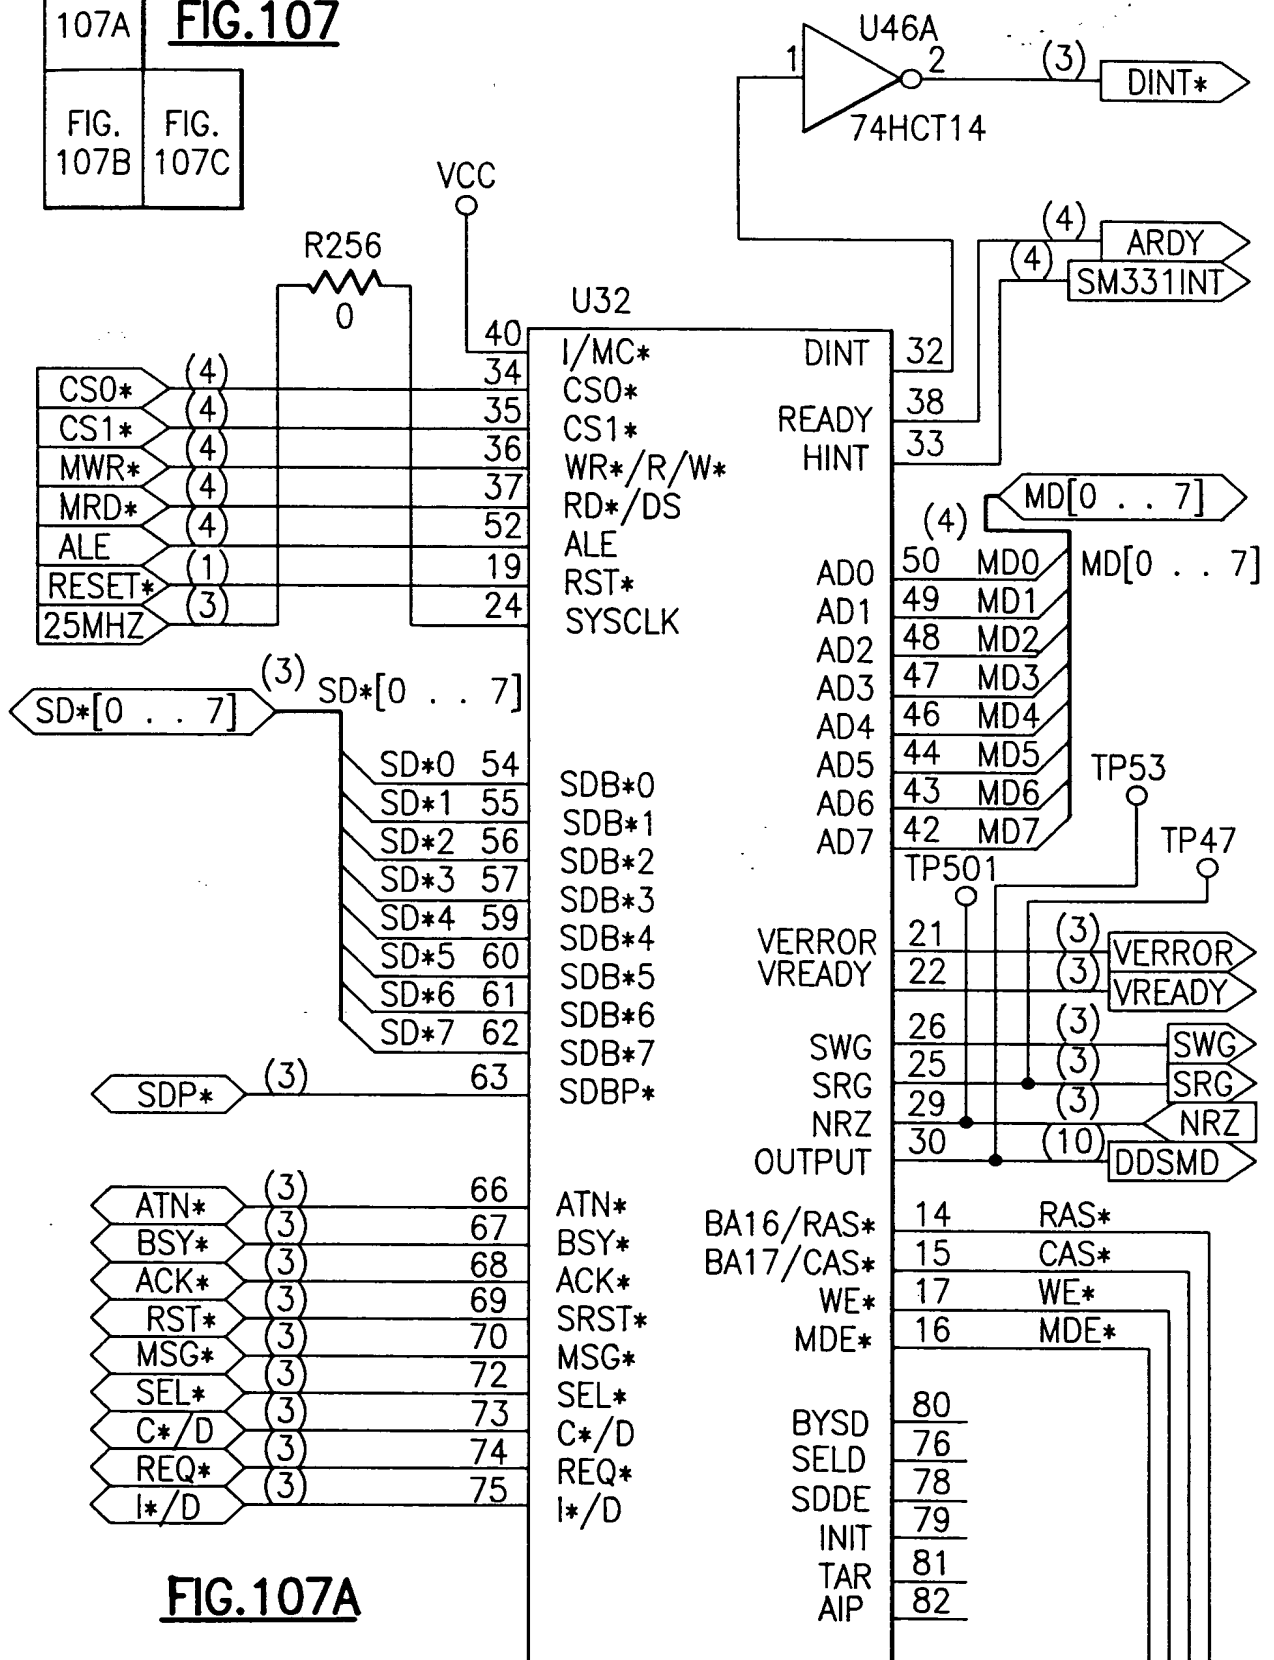 107A FIG.107
FIG. 107B
FIG. 107C
U46A
1
2
(3)
DINT*
74HCT14
VCC
R256
0
(4)
ARDY
(4)
SM331INT
U32
40 I/MC* DINT 32
CS0* (4) 34 CS0*
CS1* (4) 35 CS1* READY 38
MWR* (4) 36 WR*/R/W* HINT 33
MRD* (4) 37 RD*/DS
ALE (4) 52 ALE
RESET* (1) 19 RST*
25MHZ (3) 24 SYSCLK
MD[0 . . 7]
(4)
MD[0 . . 7]
AD0 50 MD0
AD1 49 MD1
AD2 48 MD2
AD3 47 MD3
AD4 46 MD4
AD5 44 MD5
AD6 43 MD6
AD7 42 MD7
SD*[0 . . 7] (3) SD*[0 . . 7]
SD*0 54 SDB*0
SD*1 55 SDB*1
SD*2 56 SDB*2
SD*3 57 SDB*3
SD*4 59 SDB*4
SD*5 60 SDB*5
SD*6 61 SDB*6
SD*7 62 SDB*7
SDP* (3) 63 SDBP*
TP53
TP47
TP501
VERROR 21 (3) VERROR
VREADY 22 (3) VREADY
SWG 26 (3) SWG
SRG 25 (3) SRG
NRZ 29 (3) NRZ
OUTPUT 30 (10) DDSMD
ATN* (3) 66 ATN*
BSY* (3) 67 BSY*
ACK* (3) 68 ACK*
RST* (3) 69 SRST*
MSG* (3) 70 MSG*
SEL* (3) 72 SEL*
C*/D (3) 73 C*/D
REQ* (3) 74 REQ*
I*/D (3) 75 I*/D
BA16/RAS* 14 RAS*
BA17/CAS* 15 CAS*
WE* 17 WE*
MDE* 16 MDE*
BYSD 80
SELD 76
SDDE 78
INIT 79
TAR 81
AIP 82
FIG.107A